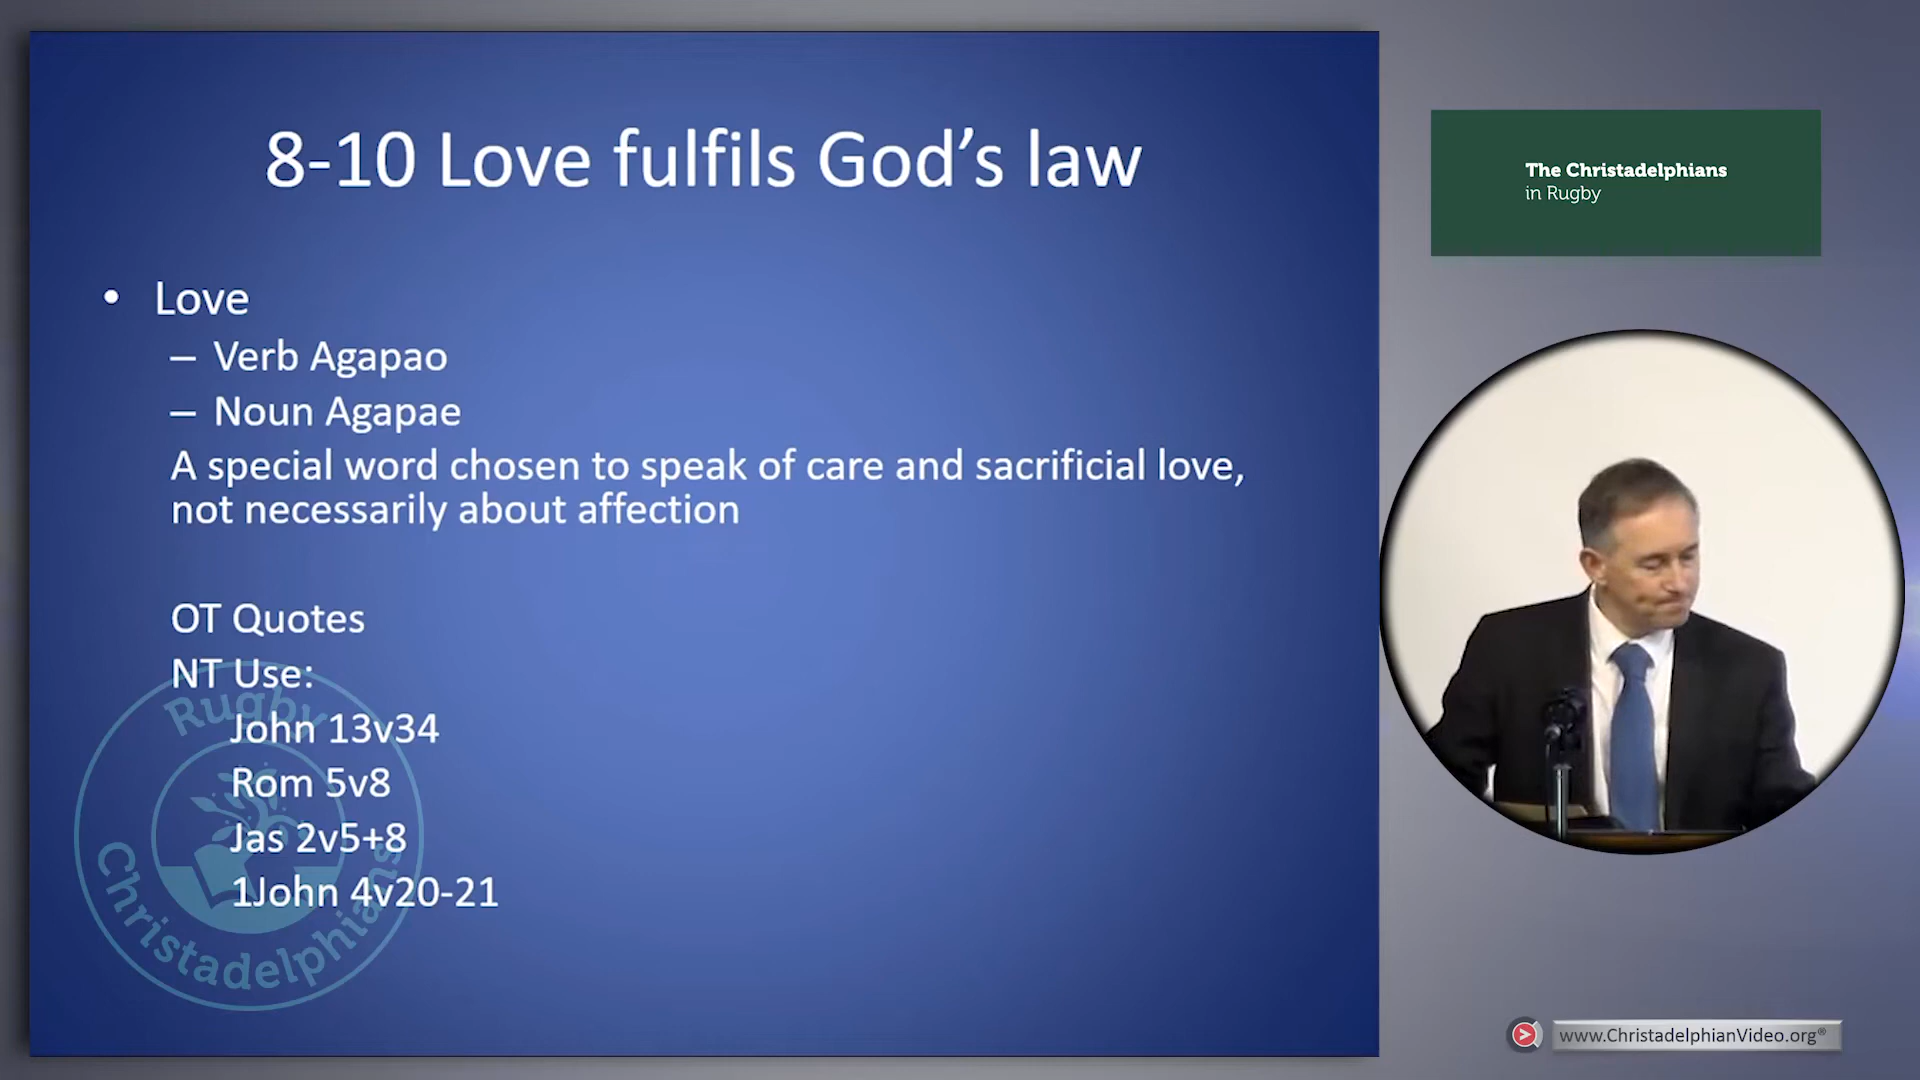 8-10 Love fulfils God’s law
• Love
– Verb Agapao
– Noun Agapae
A special word chosen to speak of care and sacrificial love,
not necessarily about affection
OT Quotes
NT Use:
John 13v34
Rom 5v8
Jas 2v5+8
1John 4v20-21
Rugby
Christadelphians
The Christadelphians
in Rugby
www.ChristadelphianVideo.org®